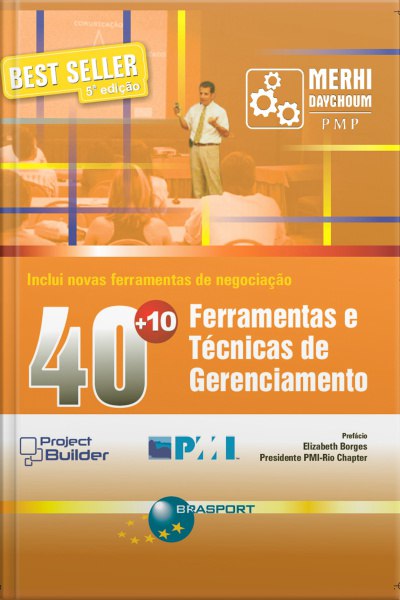 BEST SELLER
5ª edição
MERHI
DAYCHOUM
PMP
Inclui novas ferramentas de negociação
40
+10
Ferramentas e
Técnicas de
Gerenciamento
Project
Builder
PMI
Prefácio
Elizabeth Borges
Presidente PMI-Rio Chapter
BRASPORT